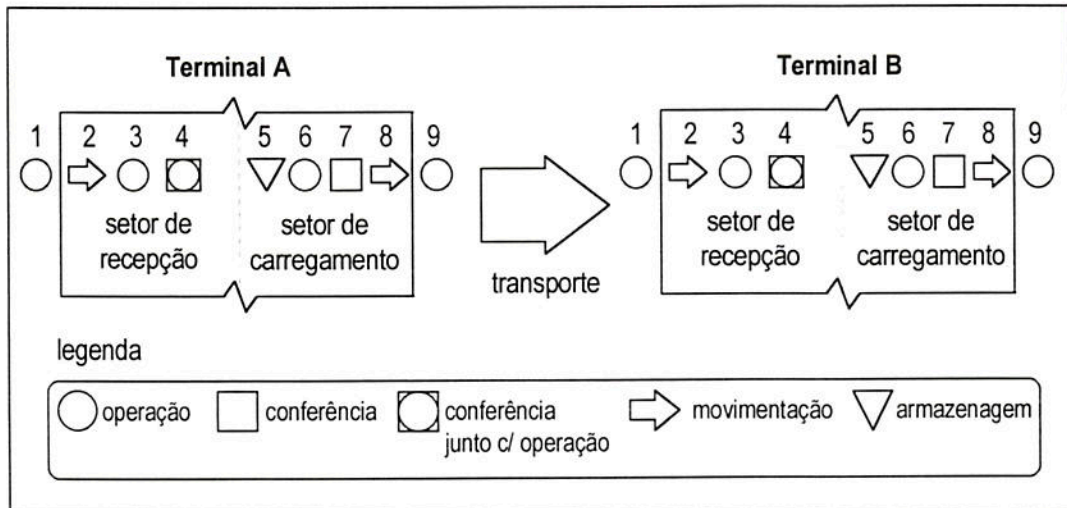 Terminal A
Terminal B
1 2 3 4 5 6 7 8 9
1 2 3 4 5 6 7 8 9
setor de recepção
setor de carregamento
transporte
setor de recepção
setor de carregamento
legenda
operação
conferência
conferência
junto c/ operação
movimentação
armazenagem